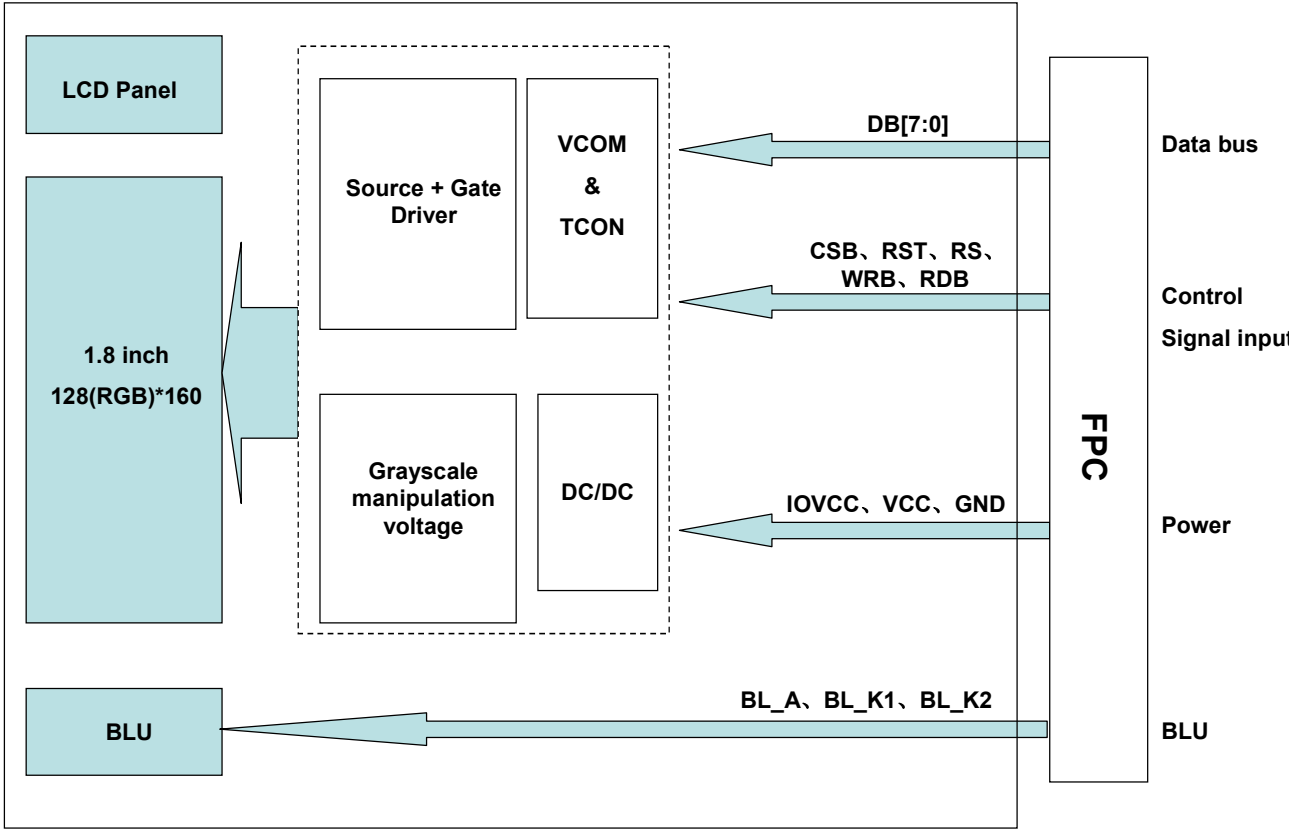 LCD Panel
1.8 inch
128(RGB)*160
BLU
Source + Gate
Driver
VCOM
&
TCON
Grayscale
manipulation
voltage
DC/DC
DB[7:0]
CSB、RST、RS、
WRB、RDB
IOVCC、VCC、GND
BL_A、BL_K1、BL_K2
FPC
Data bus
Control
Signal input
Power
BLU